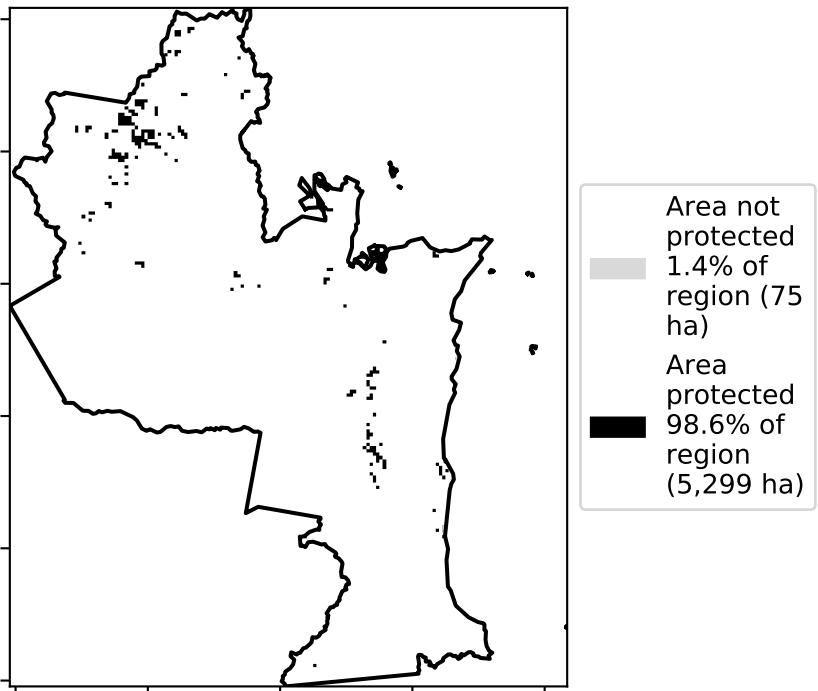 Area not
protected
1.4% of
region (75
ha)
Area
protected
98.6% of
region
(5,299 ha)